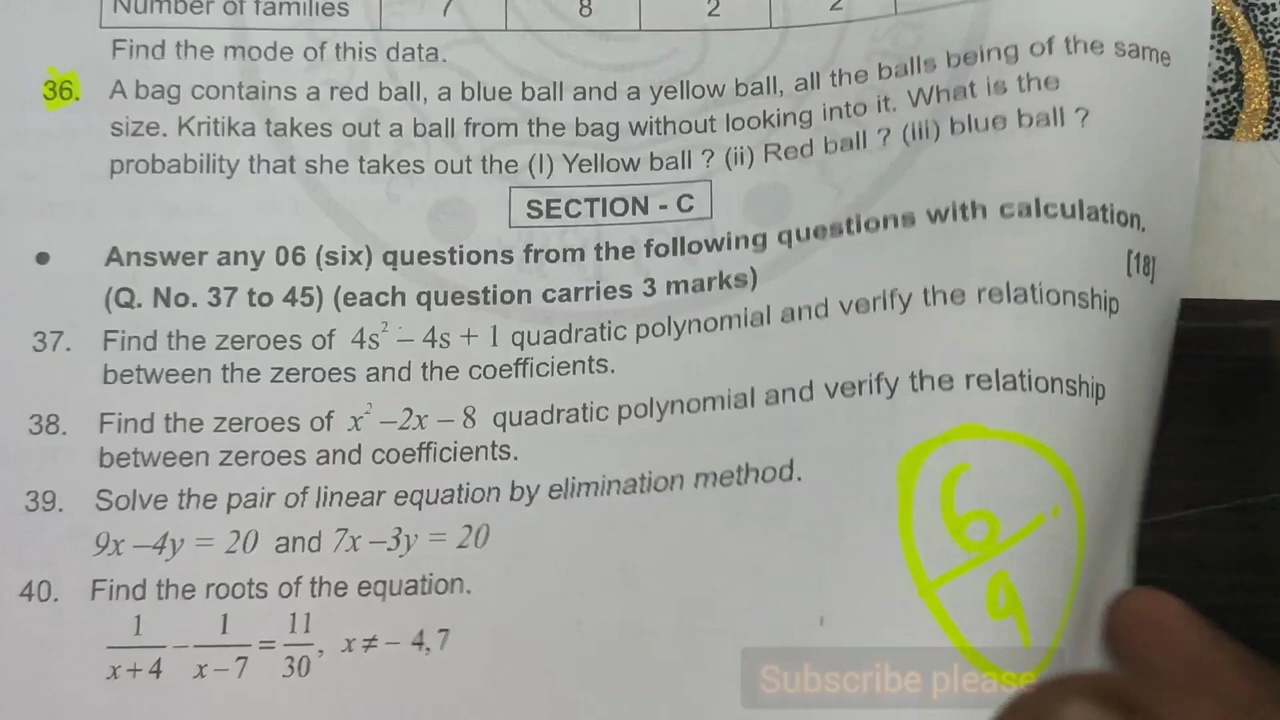 Number of families 7 8 2 2
Find the mode of this data.
36. A bag contains a red ball, a blue ball and a yellow ball, all the balls being of the same
size. Kritika takes out a ball from the bag without looking into it. What is the
probability that she takes out the (I) Yellow ball ? (ii) Red ball ? (iii) blue ball ?
SECTION - C
• Answer any 06 (six) questions from the following questions with calculation.
(Q. No. 37 to 45) (each question carries 3 marks) [18]
37. Find the zeroes of 4s² – 4s + 1 quadratic polynomial and verify the relationship
between the zeroes and the coefficients.
38. Find the zeroes of x² –2x – 8 quadratic polynomial and verify the relationship
between zeroes and coefficients.
39. Solve the pair of linear equation by elimination method.
9x –4y = 20 and 7x –3y = 20
40. Find the roots of the equation.
1/(x+4) – 1/(x–7) = 11/30, x ≠ – 4, 7
6/9
Subscribe please